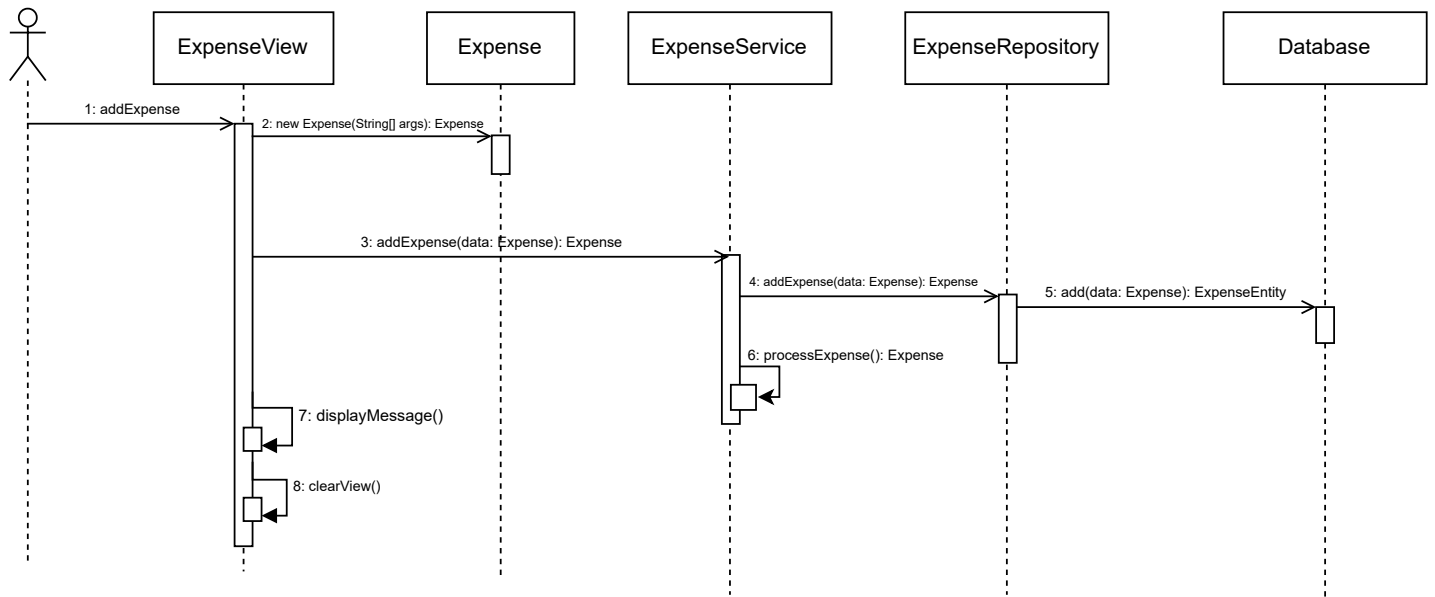 ExpenseView
Expense
ExpenseService
ExpenseRepository
Database
1: addExpense
2: new Expense(String[] args): Expense
3: addExpense(data: Expense): Expense
4: addExpense(data: Expense): Expense
5: add(data: Expense): ExpenseEntity
6: processExpense(): Expense
7: displayMessage()
8: clearView()